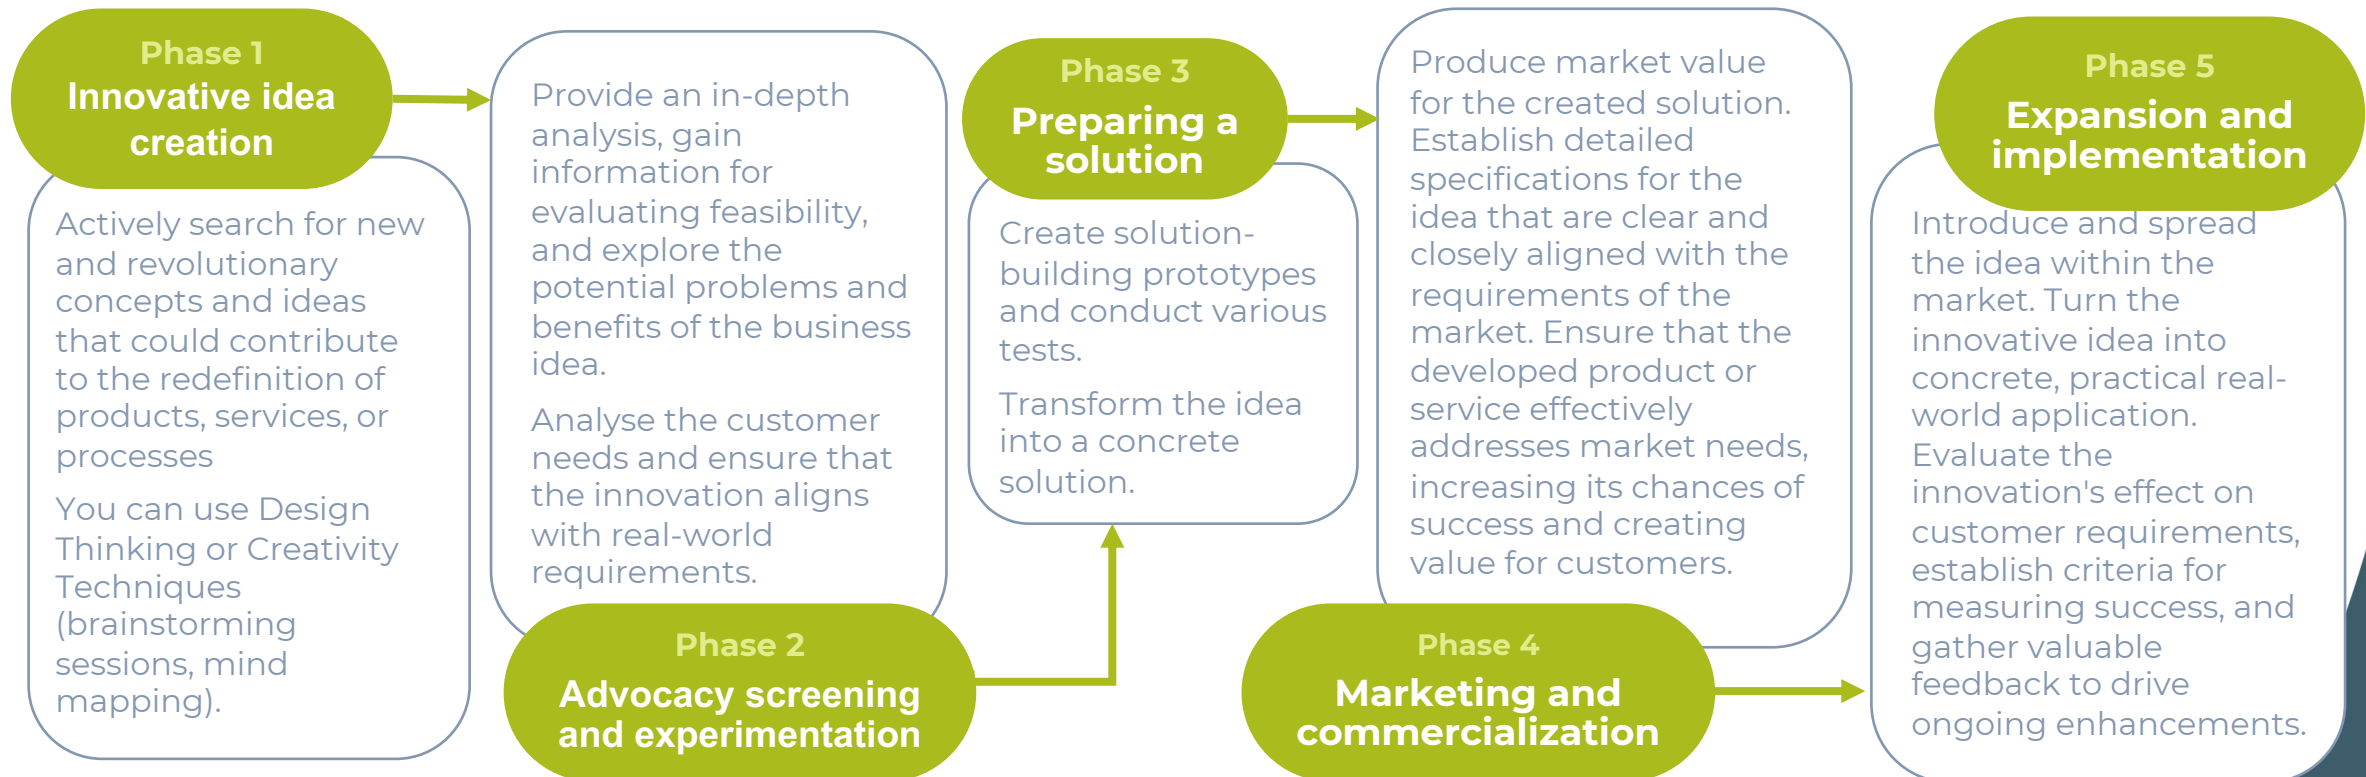 Phase 1
Innovative idea
creation
Actively search for new
and revolutionary
concepts and ideas
that could contribute
to the redefinition of
products, services, or
processes
You can use Design
Thinking or Creativity
Techniques
(brainstorming
sessions, mind
mapping).
Provide an in-depth
analysis, gain
information for
evaluating feasibility,
and explore the
potential problems and
benefits of the business
idea.
Analyse the customer
needs and ensure that
the innovation aligns
with real-world
requirements.
Phase 2
Advocacy screening
and experimentation
Phase 3
Preparing a
solution
Create solution-
building prototypes
and conduct various
tests.
Transform the idea
into a concrete
solution.
Produce market value
for the created solution.
Establish detailed
specifications for the
idea that are clear and
closely aligned with the
requirements of the
market. Ensure that the
developed product or
service effectively
addresses market needs,
increasing its chances of
success and creating
value for customers.
Phase 4
Marketing and
commercialization
Phase 5
Expansion and
implementation
Introduce and spread
the idea within the
market. Turn the
innovative idea into
concrete, practical real-
world application.
Evaluate the
innovation's effect on
customer requirements,
establish criteria for
measuring success, and
gather valuable
feedback to drive
ongoing enhancements.